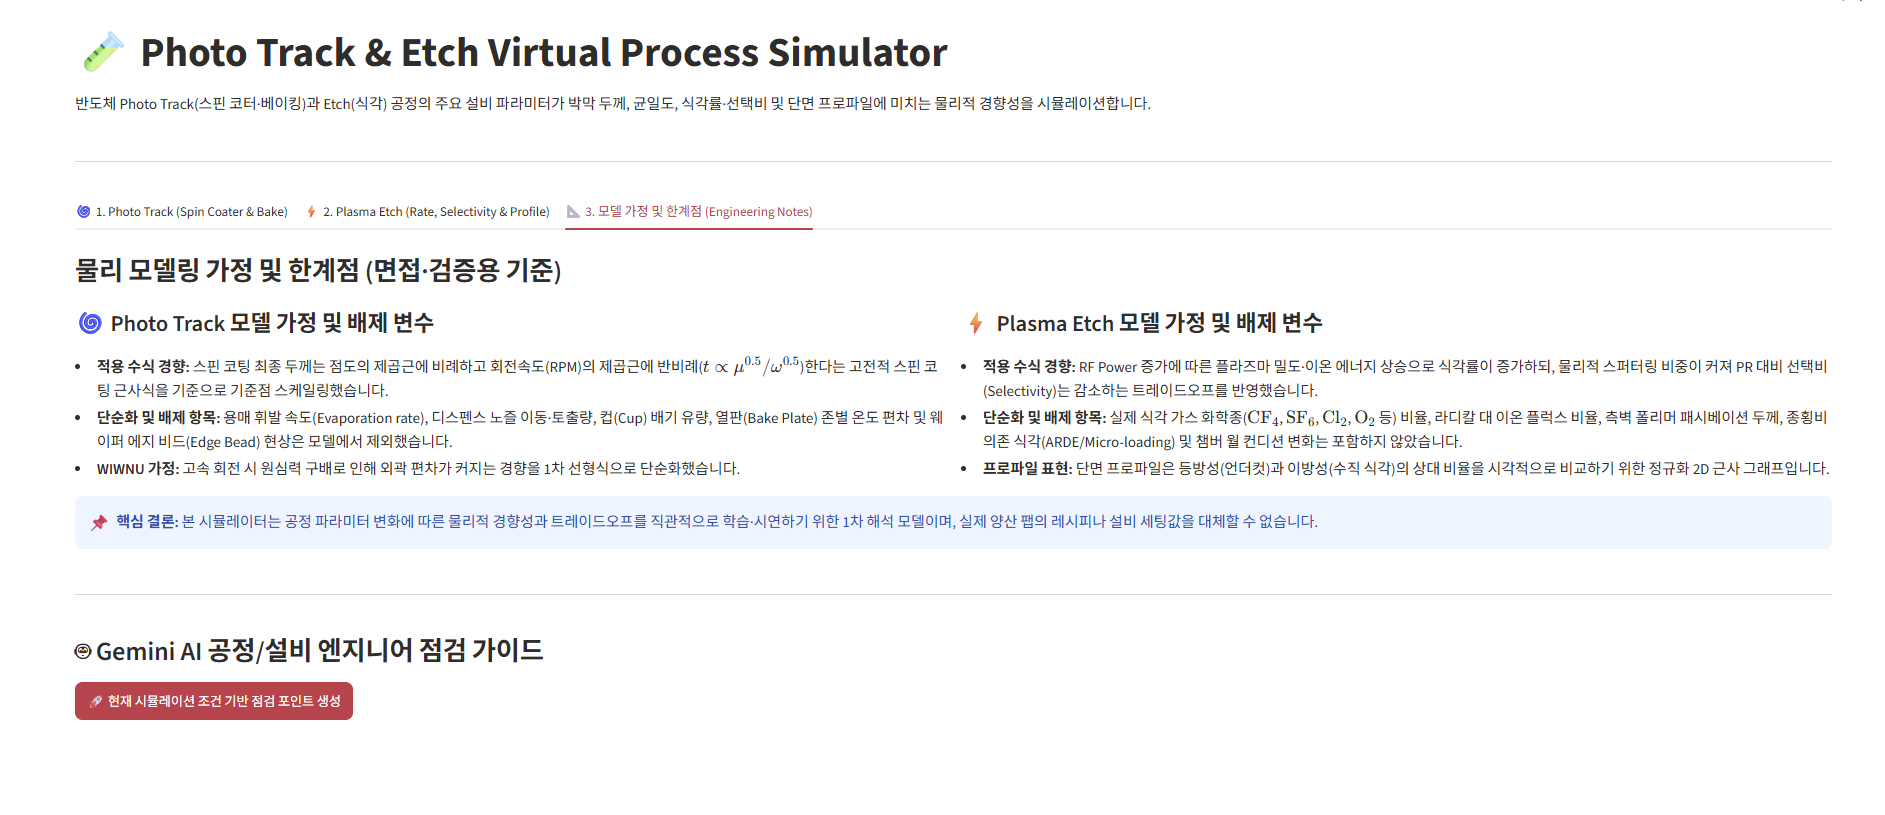 Photo Track & Etch Virtual Process Simulator
반도체 Photo Track(스핀 코터·베이킹)과 Etch(식각) 공정의 주요 설비 파라미터가 박막 두께, 균일도, 식각률·선택비 및 단면 프로파일에 미치는 물리적 경향성을 시뮬레이션합니다.
1. Photo Track (Spin Coater & Bake)
2. Plasma Etch (Rate, Selectivity & Profile)
3. 모델 가정 및 한계점 (Engineering Notes)
물리 모델링 가정 및 한계점 (면접·검증용 기준)
Photo Track 모델 가정 및 배제 변수
• 적용 수식 경향: 스핀 코팅 최종 두께는 점도의 제곱근에 비례하고 회전속도(RPM)의 제곱근에 반비례(t ∝ μ^0.5/ω^0.5)한다는 고전적 스핀 코
팅 근사식을 기준으로 기준점 스케일링했습니다.
• 단순화 및 배제 항목: 용매 휘발 속도(Evaporation rate), 디스펜스 노즐 이동·토출량, 컵(Cup) 배기 유량, 열판(Bake Plate) 존별 온도 편차 및 웨
이퍼 에지 비드(Edge Bead) 현상은 모델에서 제외했습니다.
• WIWNU 가정: 고속 회전 시 원심력 구배로 인해 외곽 편차가 커지는 경향을 1차 선형식으로 단순화했습니다.
Plasma Etch 모델 가정 및 배제 변수
• 적용 수식 경향: RF Power 증가에 따른 플라즈마 밀도·이온 에너지 상승으로 식각률이 증가하되, 물리적 스퍼터링 비중이 커져 PR 대비 선택비
(Selectivity)는 감소하는 트레이드오프를 반영했습니다.
• 단순화 및 배제 항목: 실제 식각 가스 화학종(CF₄, SF₆, Cl₂, O₂ 등) 비율, 라디칼 대 이온 플럭스 비율, 측벽 폴리머 패시베이션 두께, 종횡비
의존 식각(ARDE/Micro-loading) 및 챔버 월 컨디션 변화는 포함하지 않았습니다.
• 프로파일 표현: 단면 프로파일은 등방성(언더컷)과 이방성(수직 식각)의 상대 비율을 시각적으로 비교하기 위한 정규화 2D 근사 그래프입니다.
핵심 결론: 본 시뮬레이터는 공정 파라미터 변화에 따른 물리적 경향성과 트레이드오프를 직관적으로 학습·시연하기 위한 1차 해석 모델이며, 실제 양산 팹의 레시피나 설비 세팅값을 대체할 수 없습니다.
Gemini AI 공정/설비 엔지니어 점검 가이드
현재 시뮬레이션 조건 기반 점검 포인트 생성